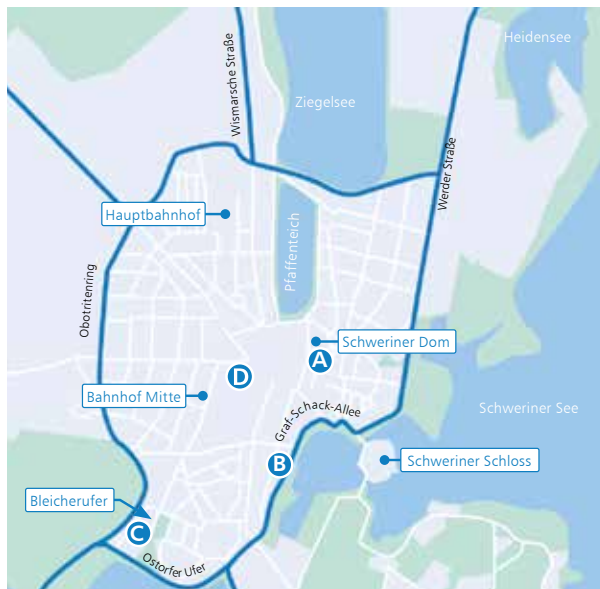 Heidensee
Wismarsche Straße
Ziegelsee
Werder Straße
Hauptbahnhof
Pfaffenteich
Obotritenring
Schweriner Dom
A
D
Bahnhof Mitte
Graf-Schack-Allee
Schweriner See
B
Schweriner Schloss
Bleicherufer
C
Ostorfer Ufer